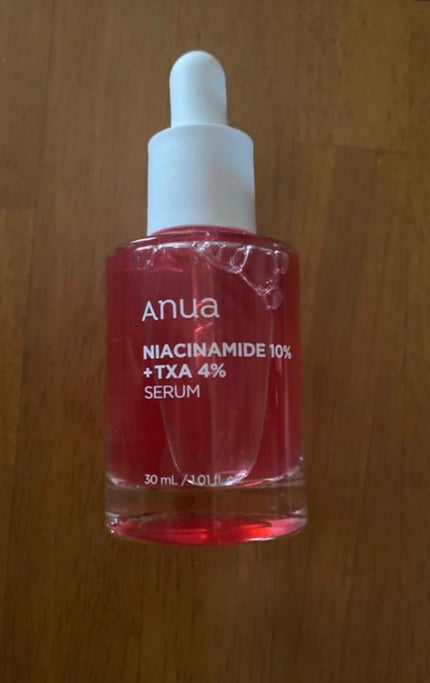 Anua
NIACINAMIDE 10%
+TXA 4%
SERUM
30 mL / 1.01 fl.